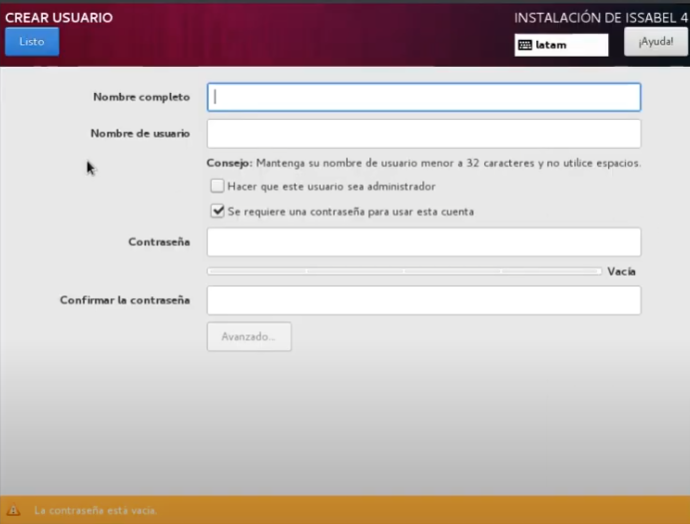 CREAR USUARIO
INSTALACIÓN DE ISSABEL 4
Listo
latam
¡Ayuda!
Nombre completo
Nombre de usuario
Consejo: Mantenga su nombre de usuario menor a 32 caracteres y no utilice espacios.
Hacer que este usuario sea administrador
Se requiere una contraseña para usar esta cuenta
Contraseña
Vacía
Confirmar la contraseña
Avanzado...
La contraseña está vacía.